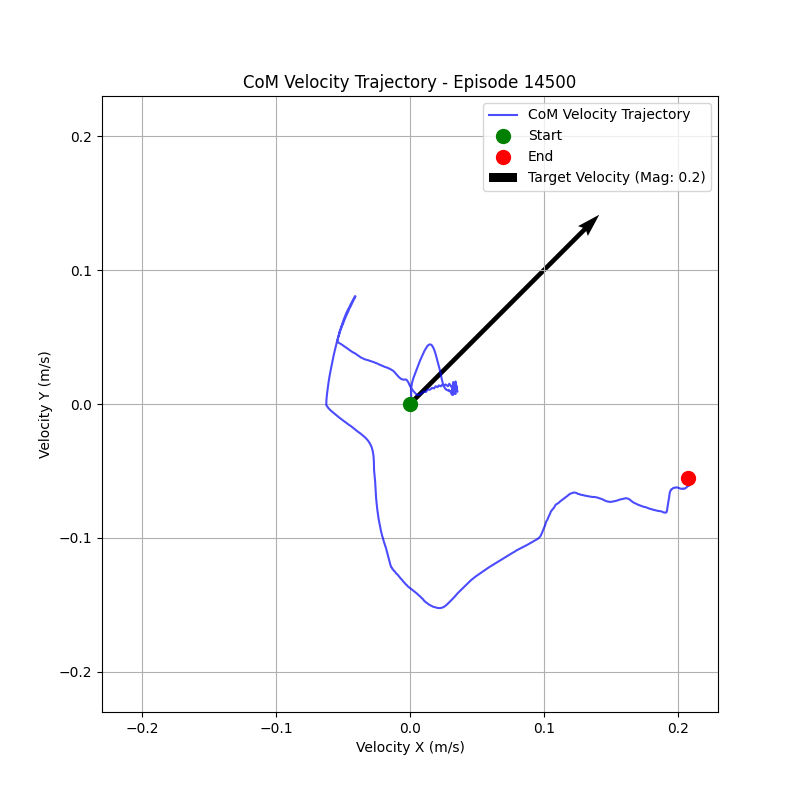 CoM Velocity Trajectory - Episode 14500
CoM Velocity Trajectory
Start
End
Target Velocity (Mag: 0.2)
0.2
0.1
0.0
−0.1
−0.2
Velocity Y (m/s)
−0.2
−0.1
0.0
0.1
0.2
Velocity X (m/s)